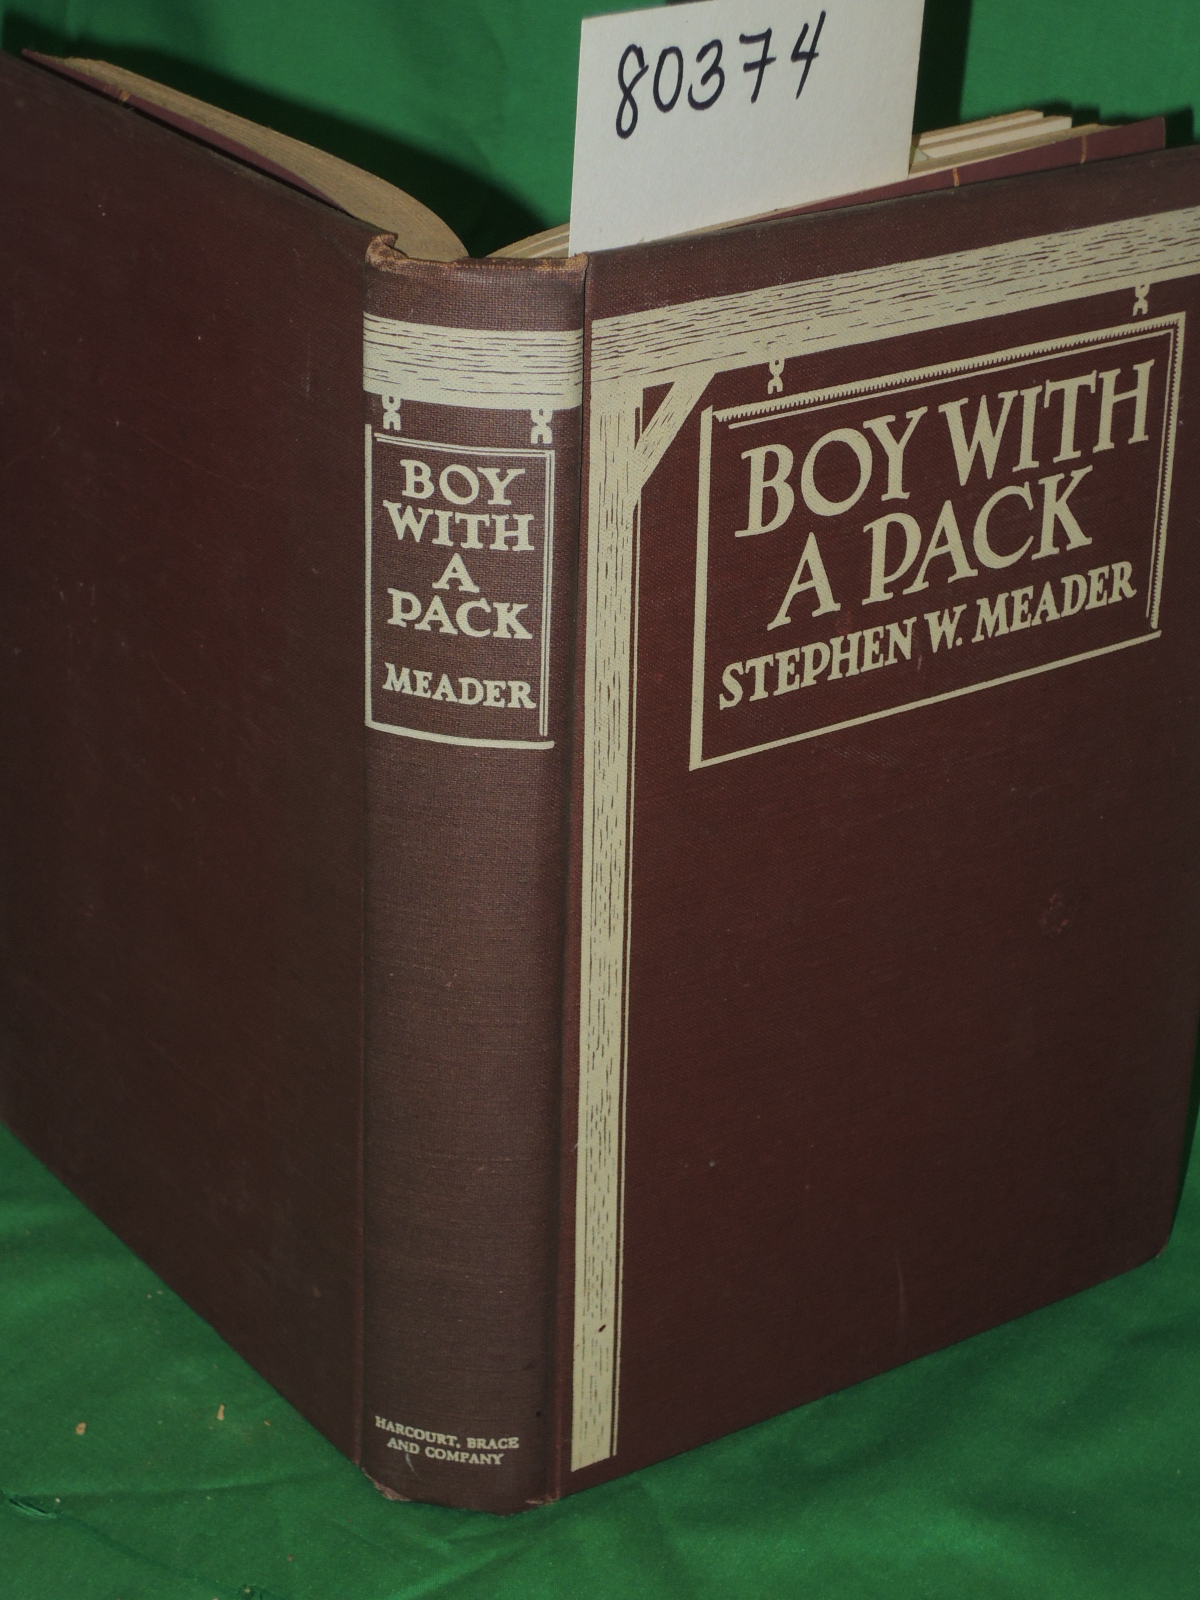 80374
BOY
WITH
A
PACK
MEADER
HARCOURT, BRACE
AND COMPANY
BOY WITH
A PACK
STEPHEN W. MEADER